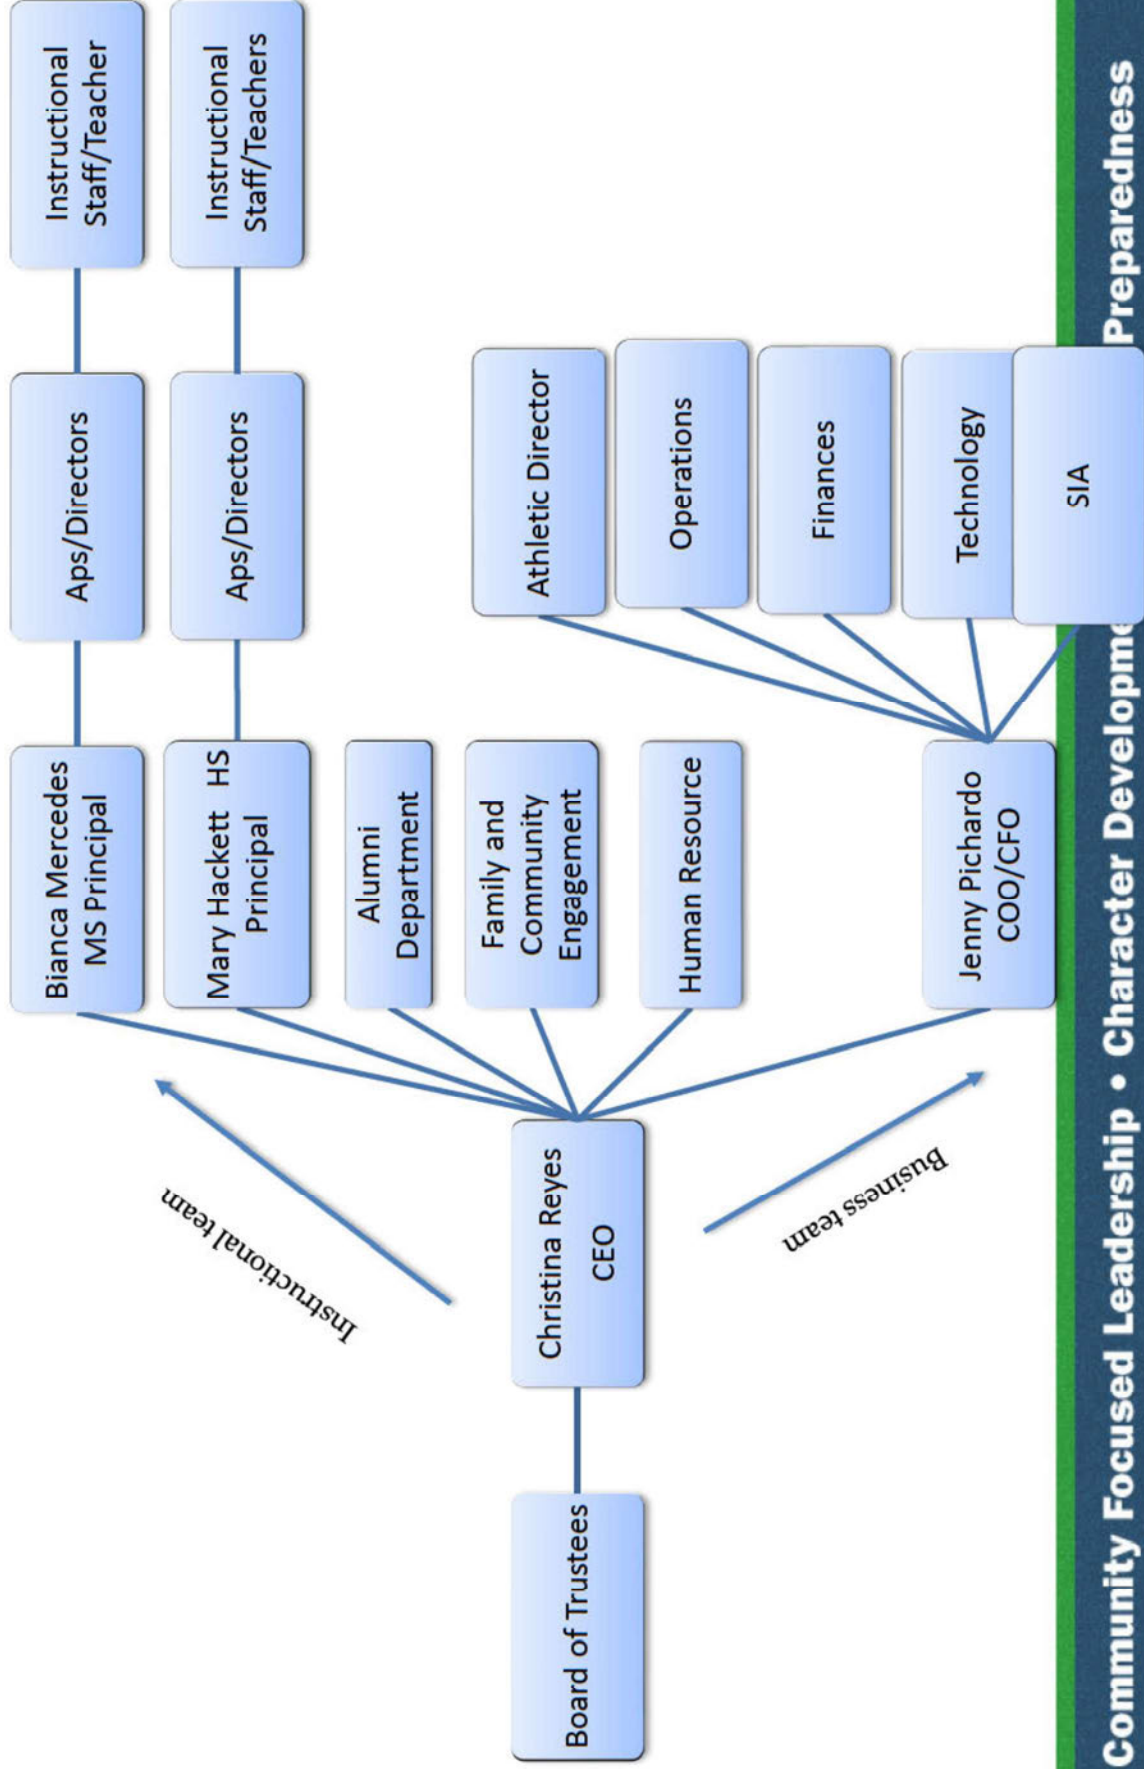 Board of Trustees
Christina Reyes
CEO
Instructional team
Business team
Bianca Mercedes
MS Principal
Mary Hackett HS
Principal
Alumni
Department
Family and
Community
Engagement
Human Resource
Jenny Pichardo
COO/CFO
Aps/Directors
Aps/Directors
Instructional
Staff/Teacher
Instructional
Staff/Teachers
Athletic Director
Operations
Finances
Technology
SIA
Community Focused Leadership • Character Developme Preparedness